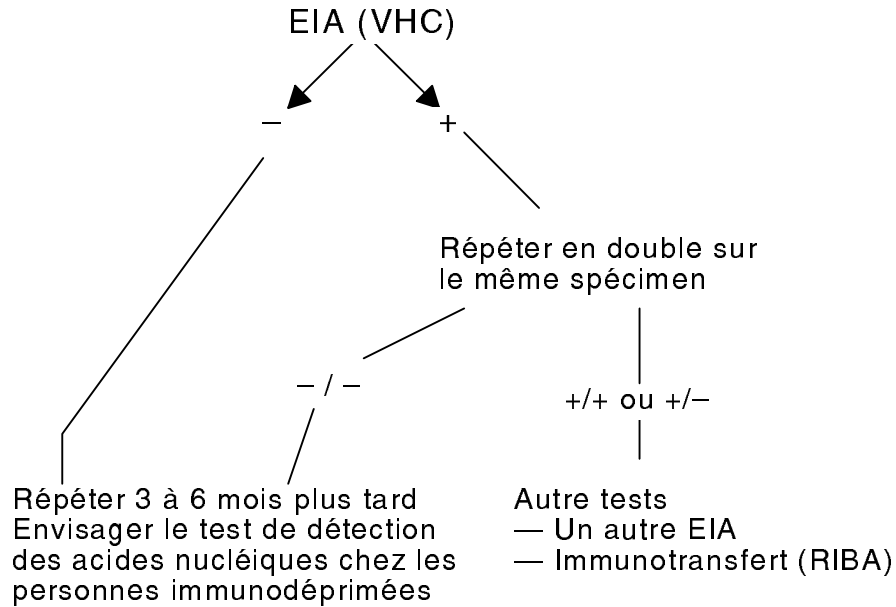 EIA (VHC)
–
+
Répéter en double sur
le même spécimen
– / –
+/+ ou +/–
Répéter 3 à 6 mois plus tard
Envisager le test de détection
des acides nucléiques chez les
personnes immunodéprimées
Autre tests
— Un autre EIA
— Immunotransfert (RIBA)